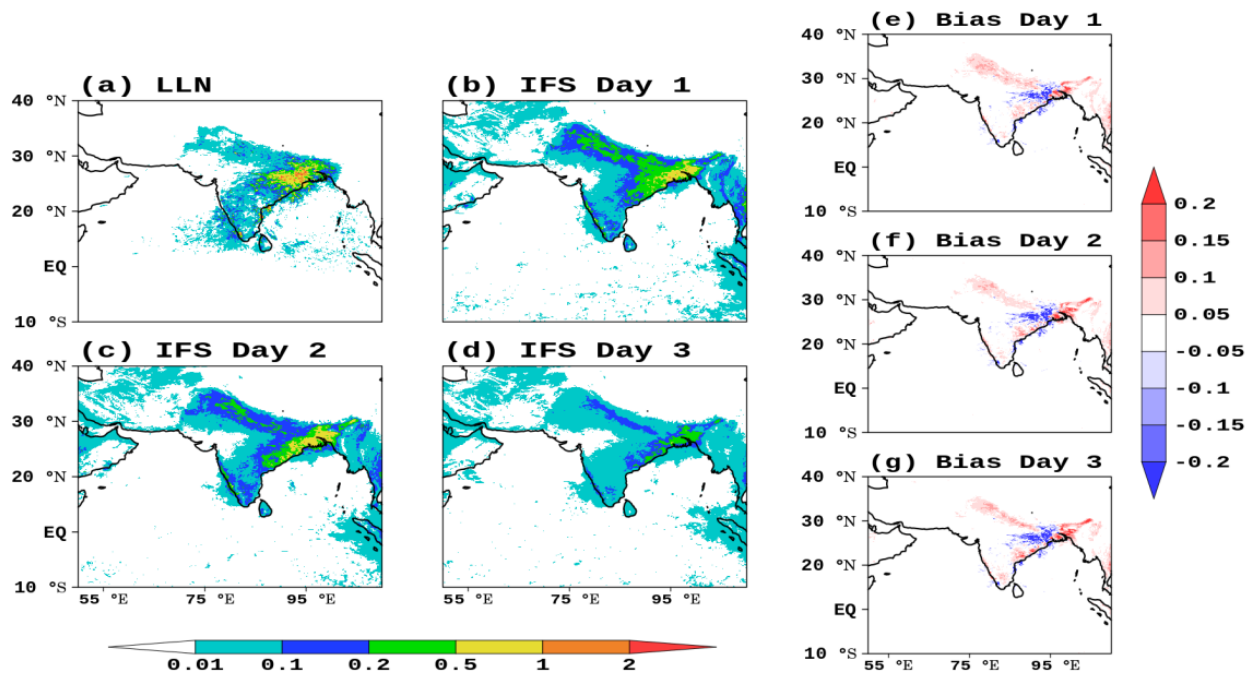 (a) LLN
(b) IFS Day 1
40 °N
30 °N
20 °N
EQ
10 °S
(c) IFS Day 2
(d) IFS Day 3
40 °N
30 °N
20 °N
EQ
10 °S
55 °E
75 °E
95 °E
55 °E
75 °E
95 °E
0.01
0.1
0.2
0.5
1
2
(e) Bias Day 1
40 °N
30 °N
20 °N
EQ
10 °S
(f) Bias Day 2
40 °N
30 °N
20 °N
EQ
10 °S
(g) Bias Day 3
40 °N
30 °N
20 °N
EQ
10 °S
55 °E
75 °E
95 °E
0.2
0.15
0.1
0.05
-0.05
-0.1
-0.15
-0.2